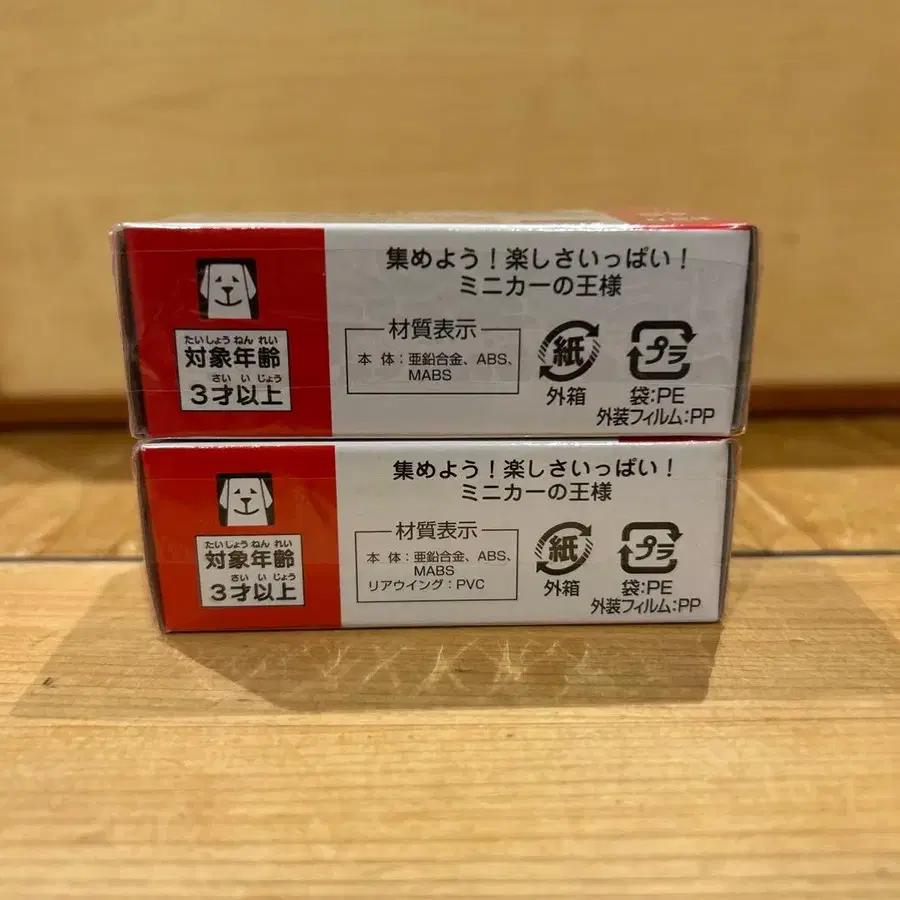 集めよう!楽しさいっぱい!
ミニカーの王様
たいしょう ねん れい
対象年齢
さい い じょう
3才以上
材質表示
本 体:亜鉛合金、ABS、
MABS
紙
外箱
プラ
袋:PE
外装フィルム:PP
集めよう!楽しさいっぱい!
ミニカーの王様
たいしょう ねん れい
対象年齢
さい い じょう
3才以上
材質表示
本 体:亜鉛合金、ABS、
MABS
リアウイング:PVC
紙
外箱
プラ
袋:PE
外装フィルム:PP